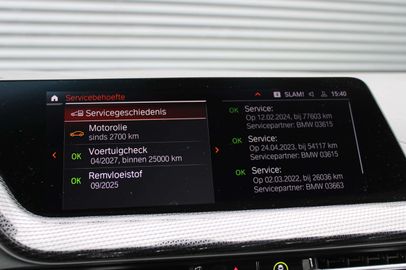 Servicebehoefte
SLAM!
15:40
Servicegeschiedenis
Motorolie
sinds 2700 km
OK Voertuigcheck
04/2027, binnen 25000 km
OK Remvloeistof
09/2025
OK Service:
Op 12.02.2024, bij 77603 km
Servicepartner: BMW 03615
OK Service:
Op 24.04.2023, bij 54117 km
Servicepartner: BMW 03615
OK Service:
Op 02.03.2022, bij 26036 km
Servicepartner: BMW 03663